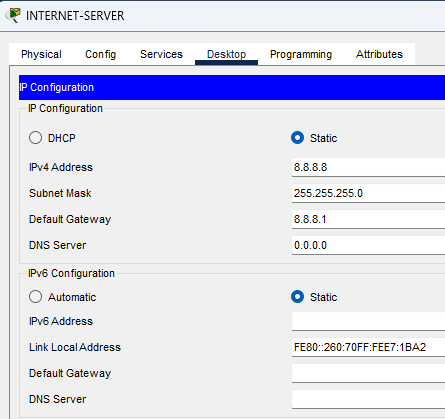 INTERNET-SERVER
Physical Config Services Desktop Programming Attributes
IP Configuration
IP Configuration
DHCP Static
IPv4 Address 8.8.8.8
Subnet Mask 255.255.255.0
Default Gateway 8.8.8.1
DNS Server 0.0.0.0
IPv6 Configuration
Automatic Static
IPv6 Address
Link Local Address FE80::260:70FF:FEE7:1BA2
Default Gateway
DNS Server